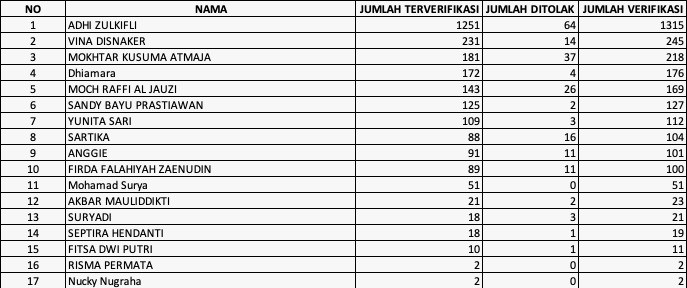 NO NAMA JUMLAH TERVERIFIKASI JUMLAH DITOLAK JUMLAH VERIFIKASI
1 ADHI ZULKIFLI 1251 64 1315
2 VINA DISNAKER 231 14 245
3 MOKHTAR KUSUMA ATMAJA 181 37 218
4 Dhiamara 172 4 176
5 MOCH RAFFI AL JAUZI 143 26 169
6 SANDY BAYU PRASTIAWAN 125 2 127
7 YUNITA SARI 109 3 112
8 SARTIKA 88 16 104
9 ANGGIE 91 11 101
10 FIRDA FALAHIYAH ZAENUDIN 89 11 100
11 Mohamad Surya 51 0 51
12 AKBAR MAULIDDIKTI 21 2 23
13 SURYADI 18 3 21
14 SEPTIRA HENDANTI 18 1 19
15 FITSA DWI PUTRI 10 1 11
16 RISMA PERMATA 2 0 2
17 Nucky Nugraha 2 0 2